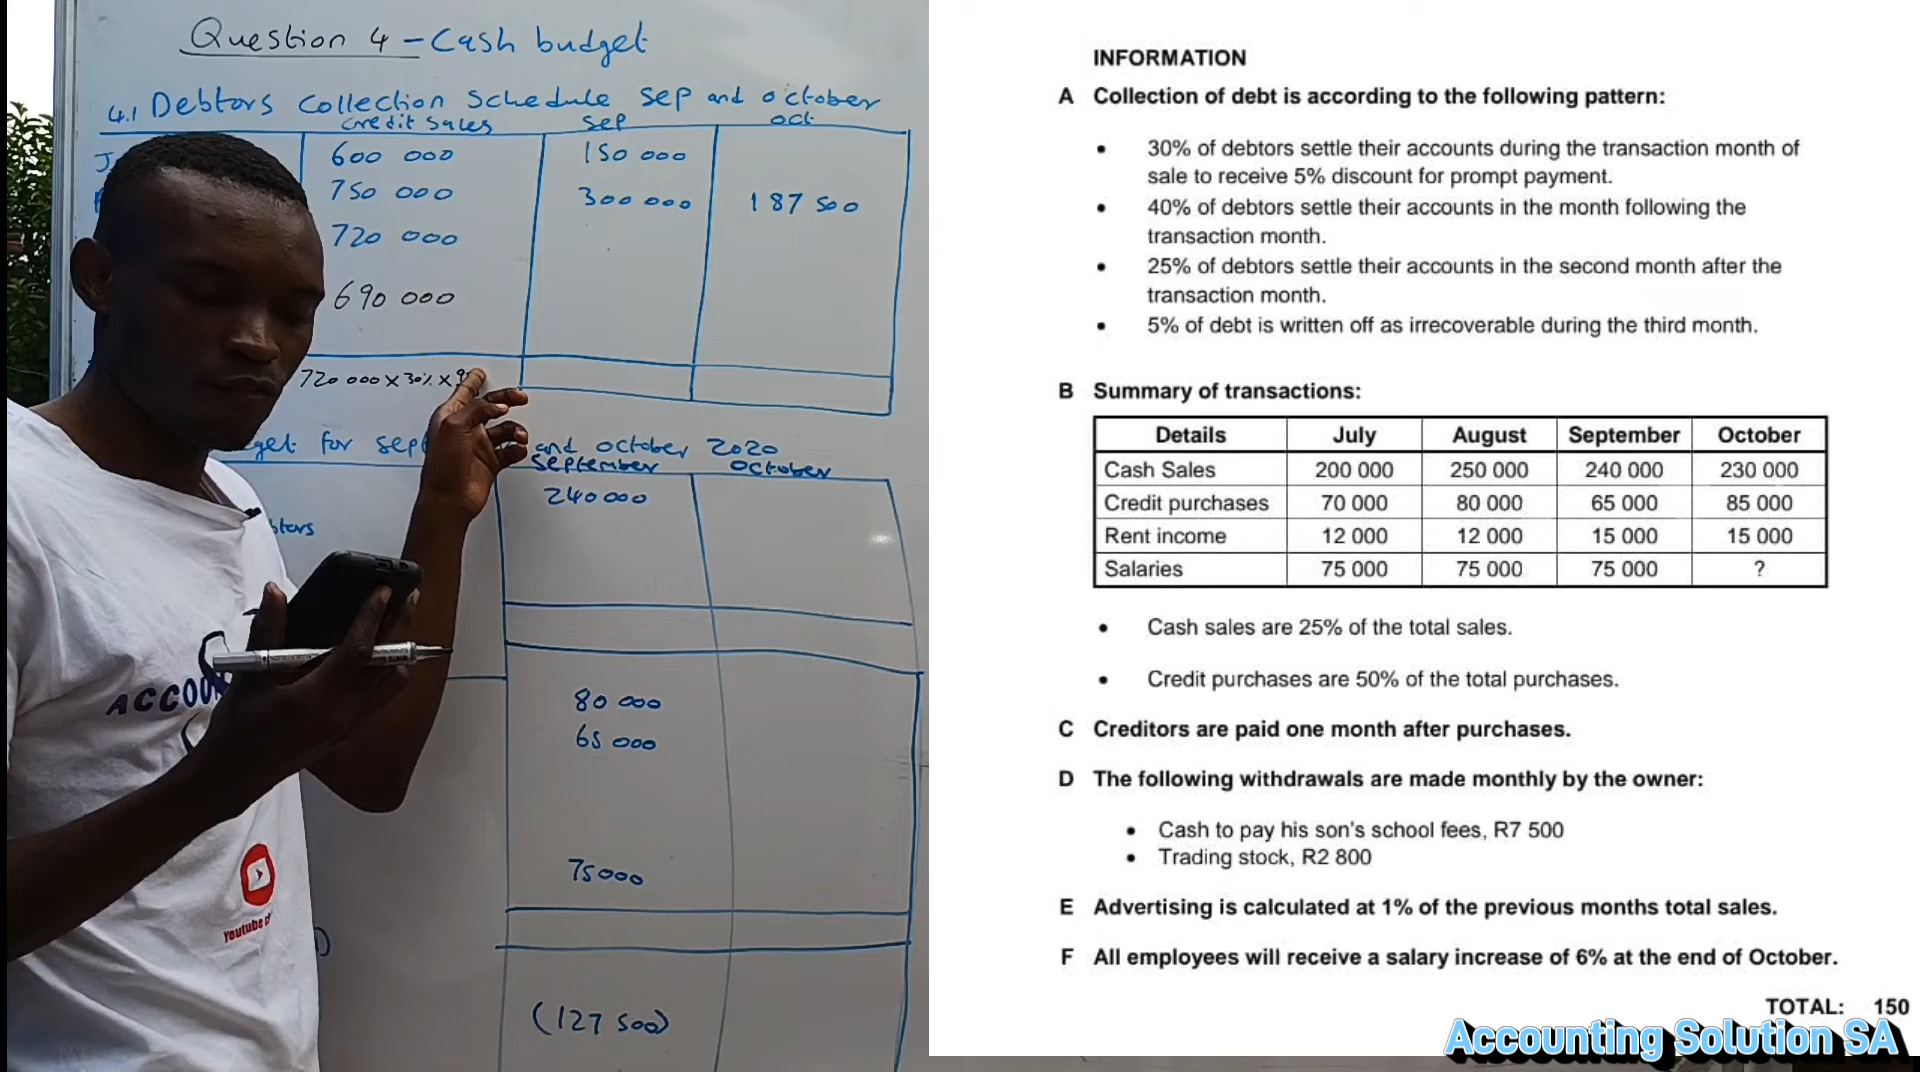 Question 4 – Cash budget
4.1 Debtors Collection Schedule Sep and october
Credit Sales Sep oct
600 000 150 000
750 000 300 000 187 500
720 000
690 000
720 000 x 30% x
for sep and october 2020
September October
240 000
80 000
65 000
75000
(127 500)
Youtube
INFORMATION
A Collection of debt is according to the following pattern:
• 30% of debtors settle their accounts during the transaction month of
sale to receive 5% discount for prompt payment.
• 40% of debtors settle their accounts in the month following the
transaction month.
• 25% of debtors settle their accounts in the second month after the
transaction month.
• 5% of debt is written off as irrecoverable during the third month.
B Summary of transactions:
Details July August September October
Cash Sales 200 000 250 000 240 000 230 000
Credit purchases 70 000 80 000 65 000 85 000
Rent income 12 000 12 000 15 000 15 000
Salaries 75 000 75 000 75 000 ?
• Cash sales are 25% of the total sales.
• Credit purchases are 50% of the total purchases.
C Creditors are paid one month after purchases.
D The following withdrawals are made monthly by the owner:
• Cash to pay his son's school fees, R7 500
• Trading stock, R2 800
E Advertising is calculated at 1% of the previous months total sales.
F All employees will receive a salary increase of 6% at the end of October.
TOTAL: 150
Accounting Solution SA